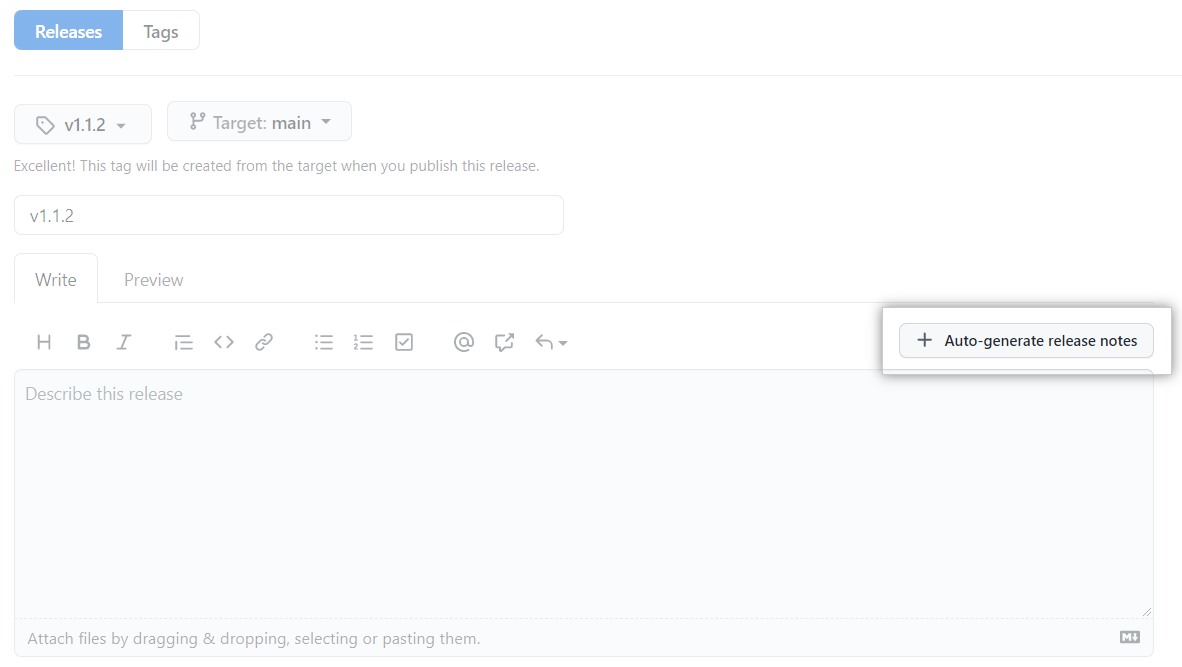 Releases Tags
v1.1.2 Target: main
Excellent! This tag will be created from the target when you publish this release.
v1.1.2
Write Preview
H B I @ Auto-generate release notes
Describe this release
Attach files by dragging & dropping, selecting or pasting them.